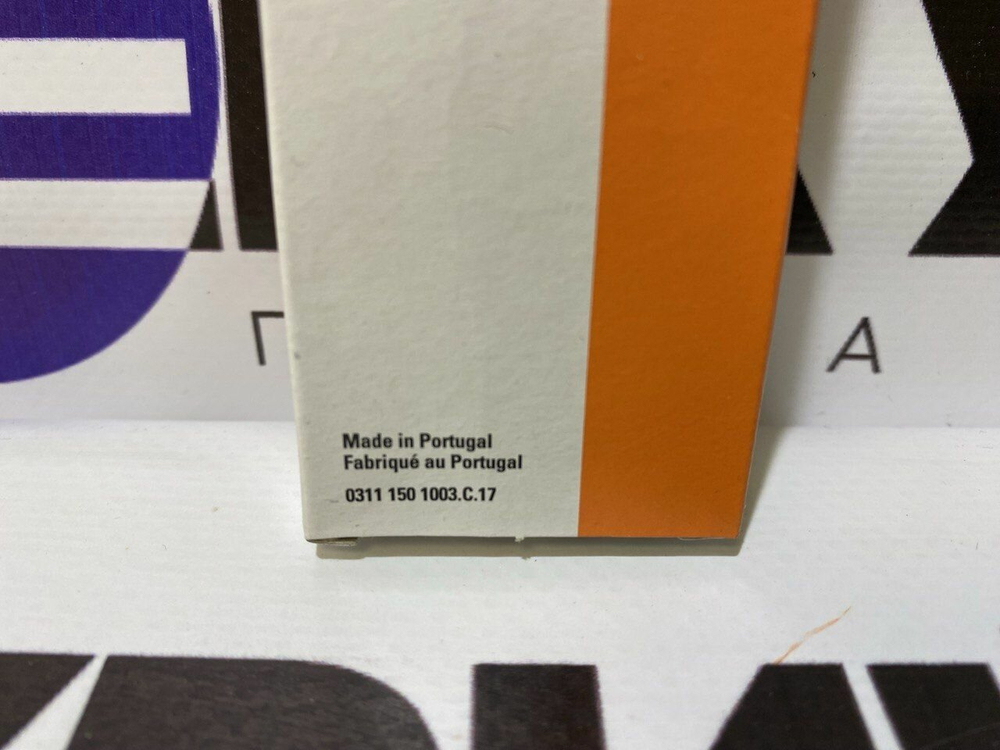 Made in Portugal
Fabriqué au Portugal
0311 150 1003.C.17
Г
А